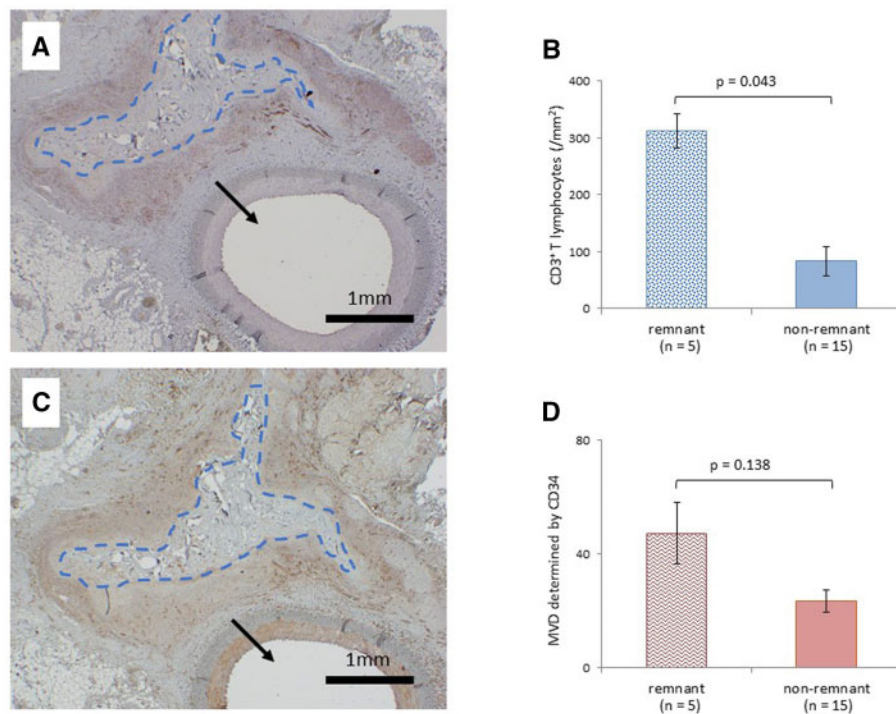 A
1mm
B
CD3⁺ T lymphocytes (/mm²)
400
300
200
100
0
p = 0.043
remnant
(n = 5)
non-remnant
(n = 15)
C
1mm
D
MVD determined by CD34
80
40
0
p = 0.138
remnant
(n = 5)
non-remnant
(n = 15)